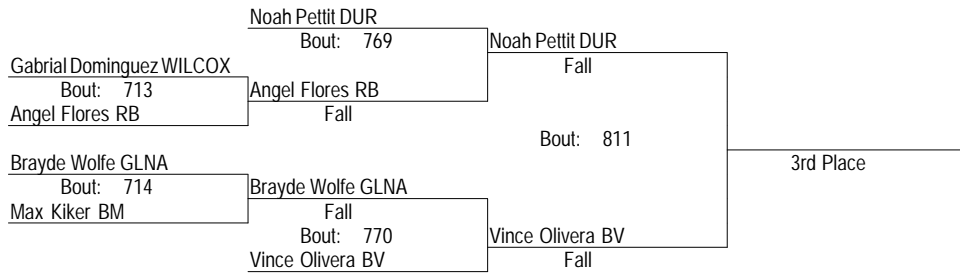 Noah Pettit DUR
Bout: 769
Noah Pettit DUR
Fall
Gabrial Dominguez WILCOX
Bout: 713
Angel Flores RB
Angel Flores RB
Fall
Bout: 811
3rd Place
Brayde Wolfe GLNA
Bout: 714
Brayde Wolfe GLNA
Max Kiker BM
Fall
Bout: 770
Vince Olivera BV
Vince Olivera BV
Fall